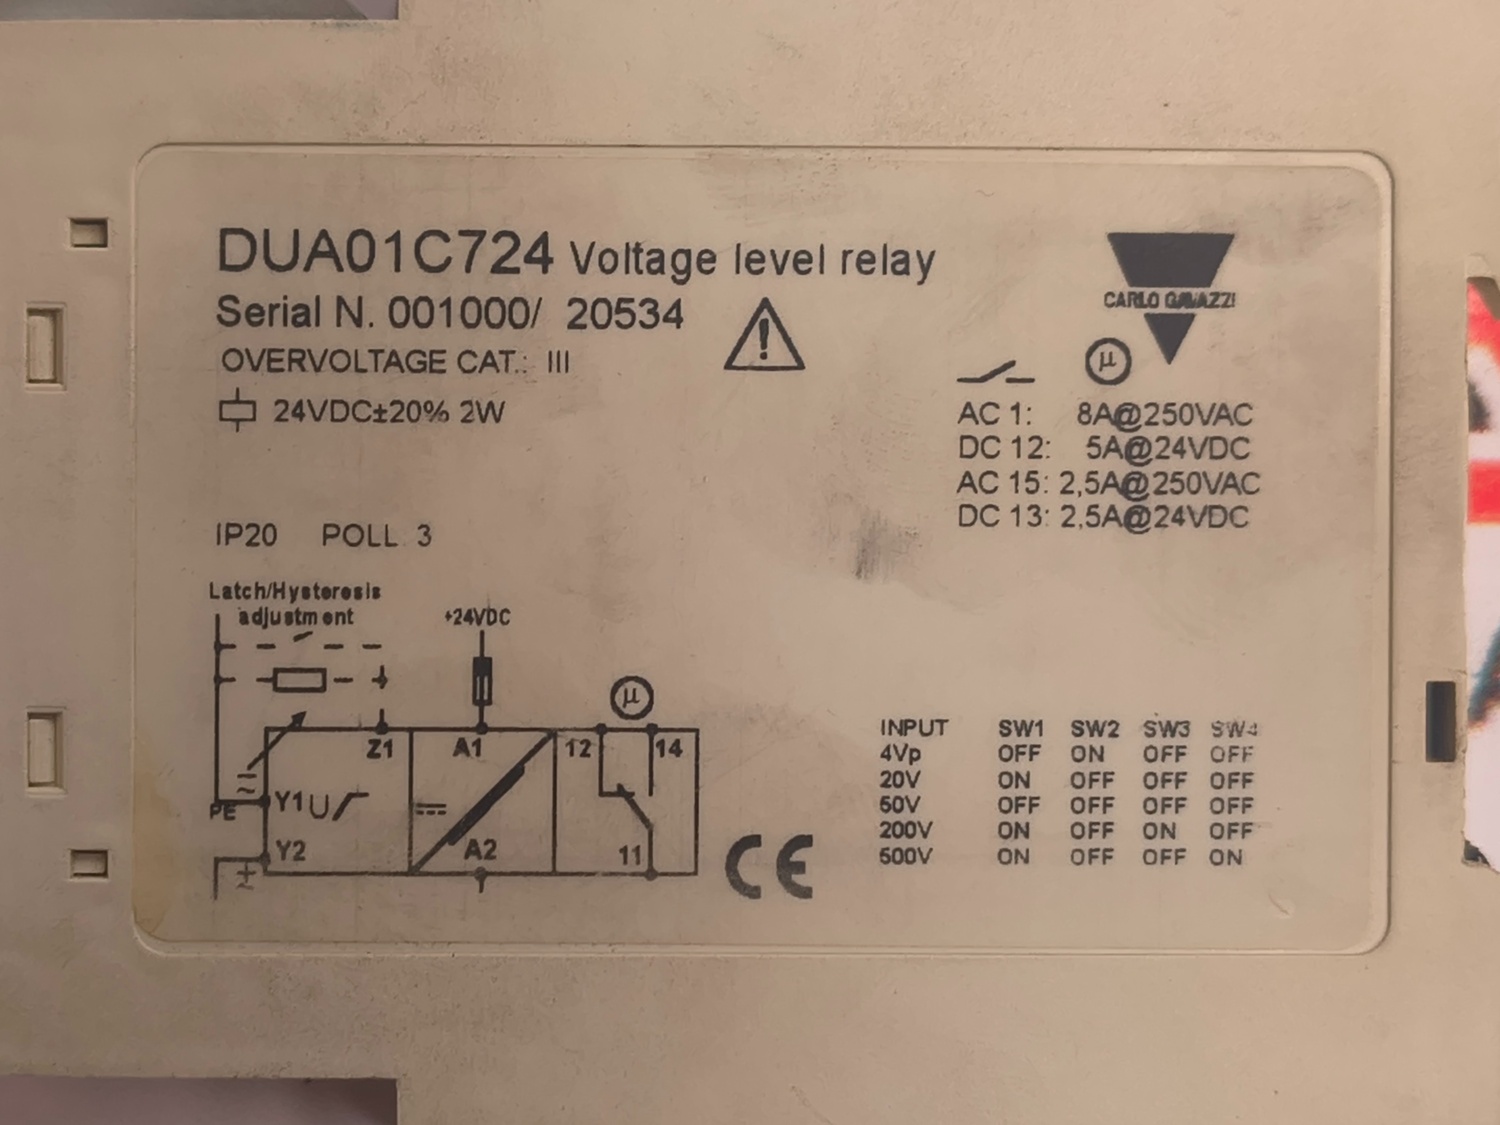 DUA01C724 Voltage level relay
CARLO GAVAZZI
Serial N. 001000/ 20534
OVERVOLTAGE CAT.: III
24VDC±20% 2W
µ
AC 1: 8A@250VAC
DC 12: 5A@24VDC
AC 15: 2,5A@250VAC
DC 13: 2,5A@24VDC
IP20 POLL 3
Latch/Hysteresis
adjustment
+24VDC
µ
Z1 A1 12 14
PE Y1 U
Y2 A2 11
CE
INPUT SW1 SW2 SW3 SW4
4Vp OFF ON OFF OFF
20V ON OFF OFF OFF
50V OFF OFF OFF OFF
200V ON OFF ON OFF
500V ON OFF OFF ON